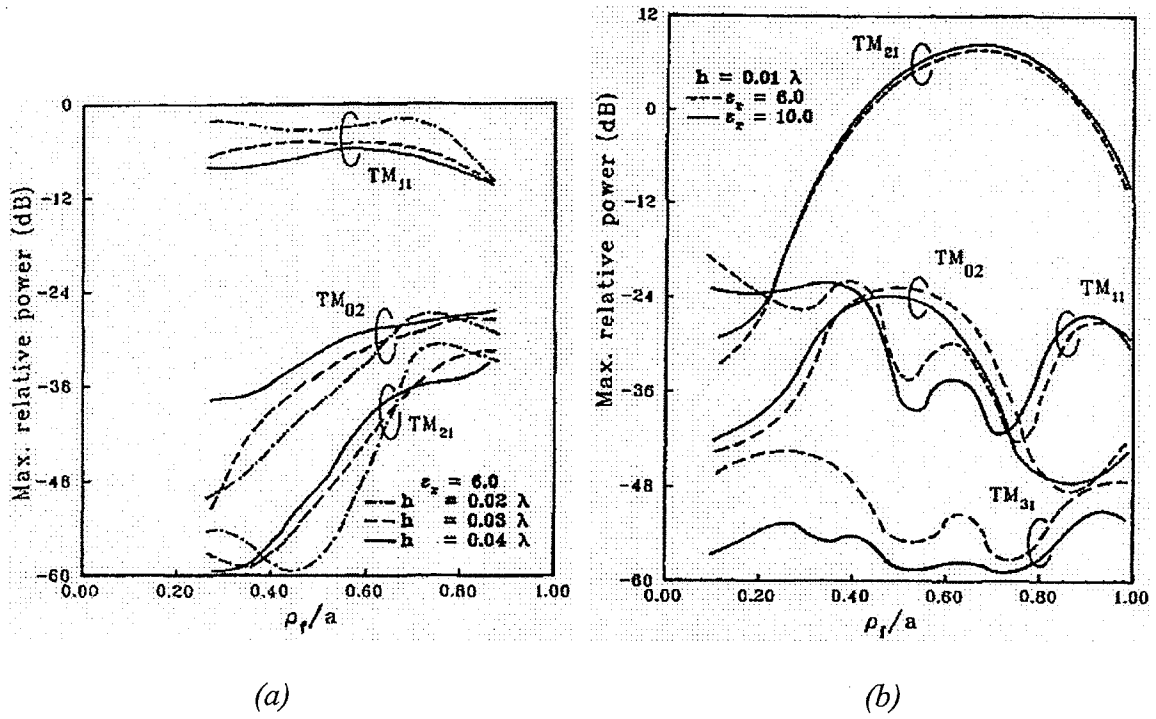 Max. relative power (dB)
0
−12
−24
−36
−48
−60
TM11
TM02
TM21
εr = 6.0
h = 0.02 λ
h = 0.03 λ
h = 0.04 λ
0.00 0.20 0.40 0.60 0.80 1.00
ρf/a
(a)
Max. relative power (dB)
12
0
−12
−24
−36
−48
−60
TM21
h = 0.01 λ
εr = 6.0
εr = 10.0
TM02
TM11
TM31
0.00 0.20 0.40 0.60 0.80 1.00
ρf/a
(b)